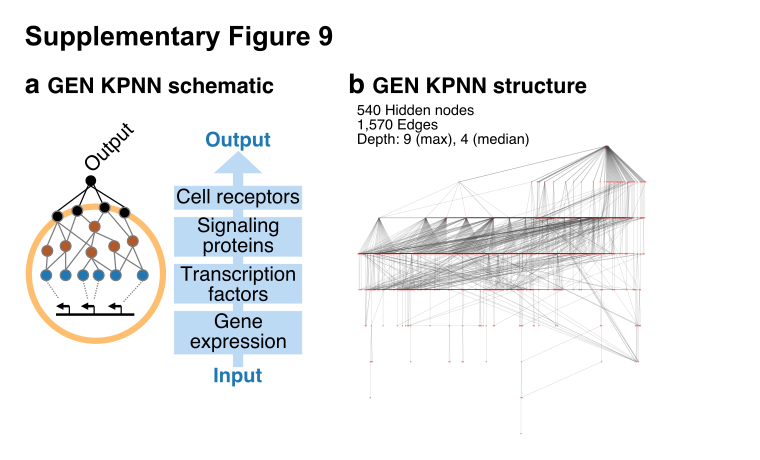 Supplementary Figure 9
a GEN KPNN schematic
Output
Output
Cell receptors
Signaling
proteins
Transcription
factors
Gene
expression
Input
b GEN KPNN structure
540 Hidden nodes
1,570 Edges
Depth: 9 (max), 4 (median)